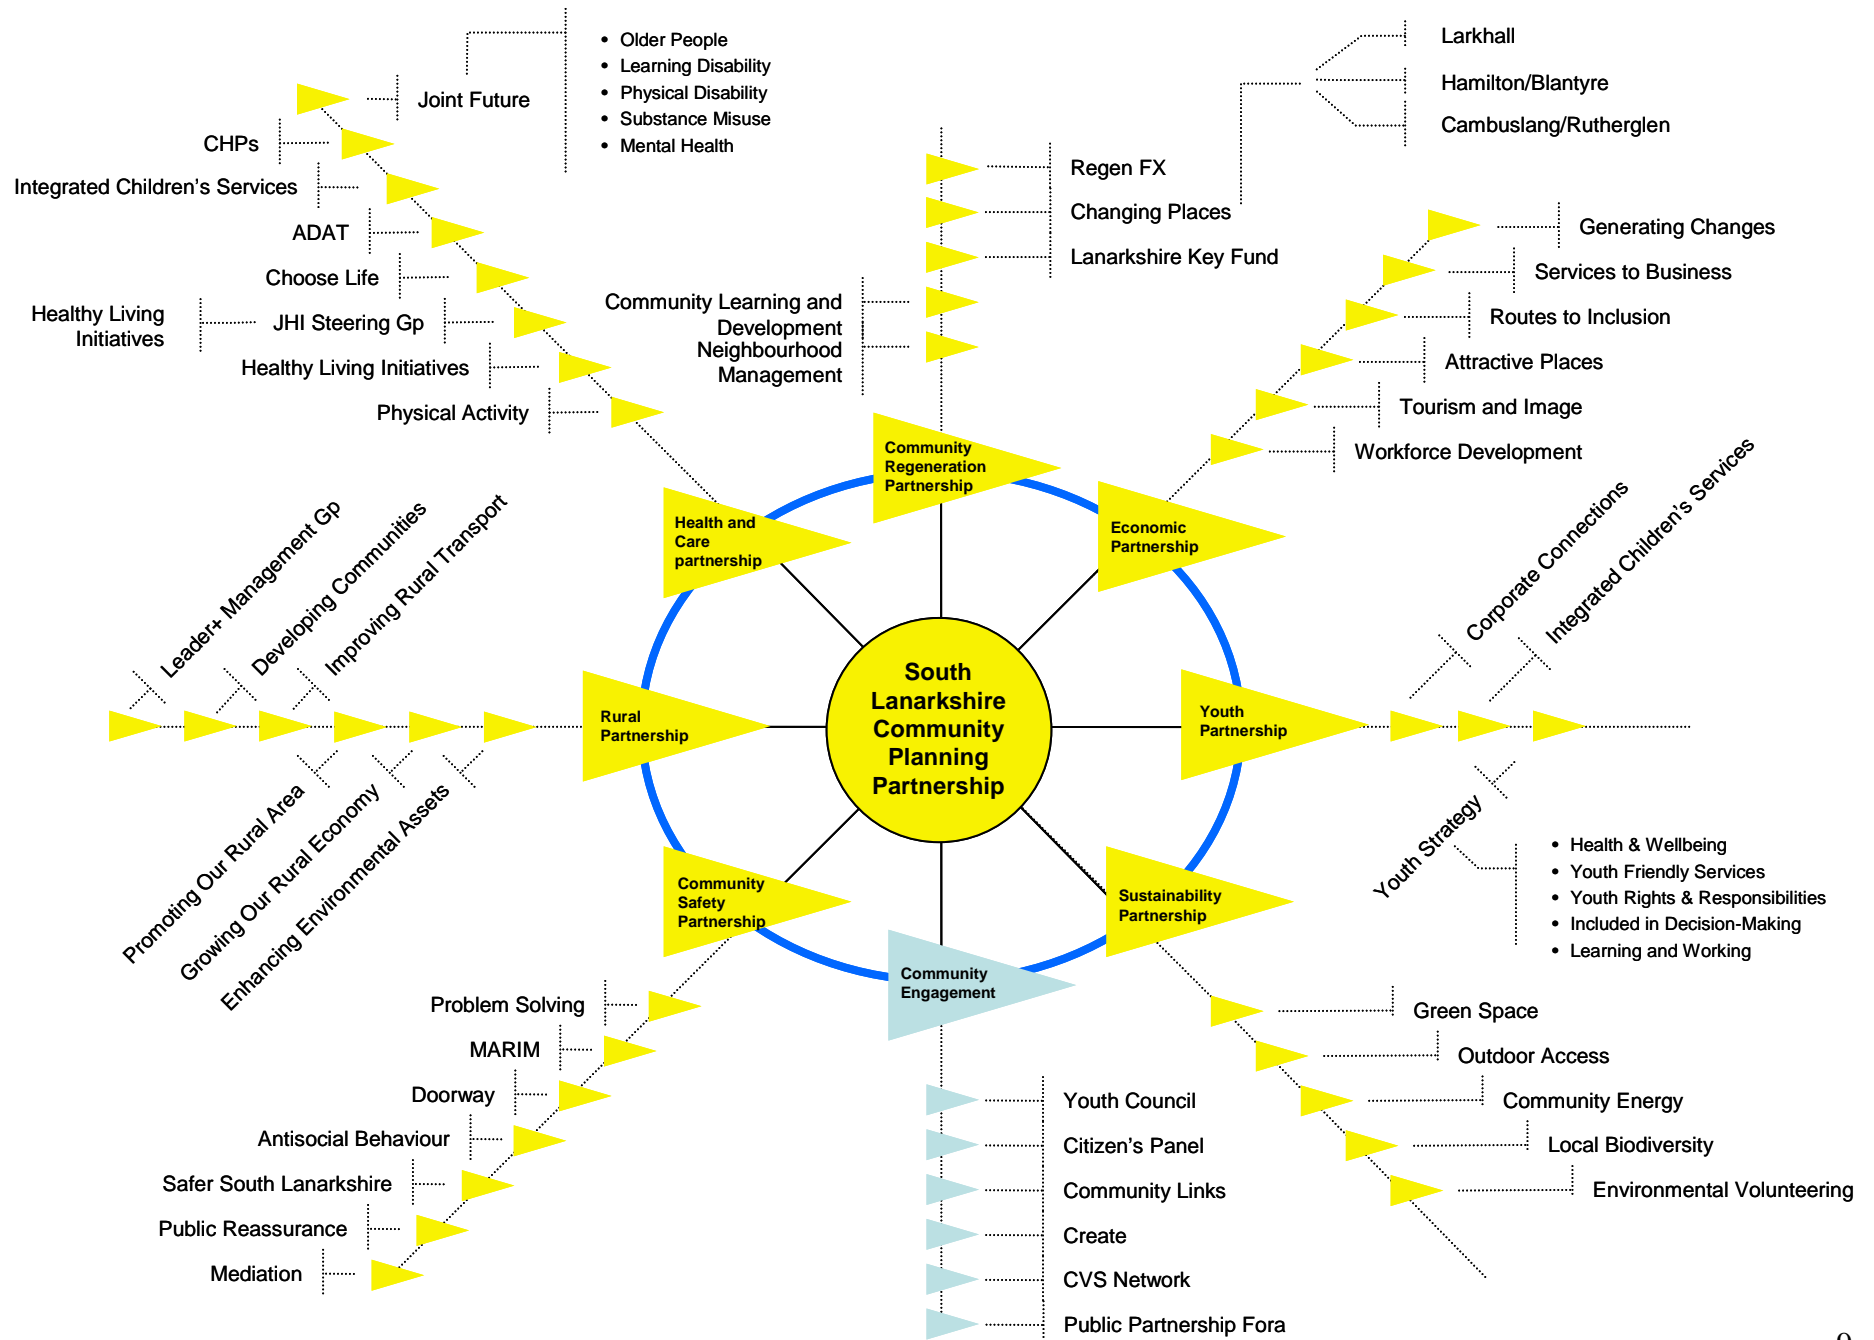 Joint Future
• Older People
• Learning Disability
• Physical Disability
• Substance Misuse
• Mental Health
CHPs
Integrated Children's Services
ADAT
Choose Life
Healthy Living
Initiatives
JHI Steering Gp
Healthy Living Initiatives
Physical Activity
Larkhall
Hamilton/Blantyre
Cambuslang/Rutherglen
Regen FX
Changing Places
Lanarkshire Key Fund
Community Learning and
Development
Neighbourhood
Management
Generating Changes
Services to Business
Routes to Inclusion
Attractive Places
Tourism and Image
Workforce Development
Community
Regeneration
Partnership
Health and
Care
partnership
Economic
Partnership
Leader+ Management Gp
Developing Communities
Improving Rural Transport
Corporate Connections
Integrated Children's Services
South
Lanarkshire
Community
Planning
Partnership
Rural
Partnership
Youth
Partnership
Promoting Our Rural Area
Growing Our Rural Economy
Enhancing Environmental Assets
Youth Strategy
• Health & Wellbeing
• Youth Friendly Services
• Youth Rights & Responsibilities
• Included in Decision-Making
• Learning and Working
Community
Safety
Partnership
Sustainability
Partnership
Community
Engagement
Problem Solving
MARIM
Doorway
Antisocial Behaviour
Safer South Lanarkshire
Public Reassurance
Mediation
Youth Council
Citizen's Panel
Community Links
Create
CVS Network
Public Partnership Fora
Green Space
Outdoor Access
Community Energy
Local Biodiversity
Environmental Volunteering